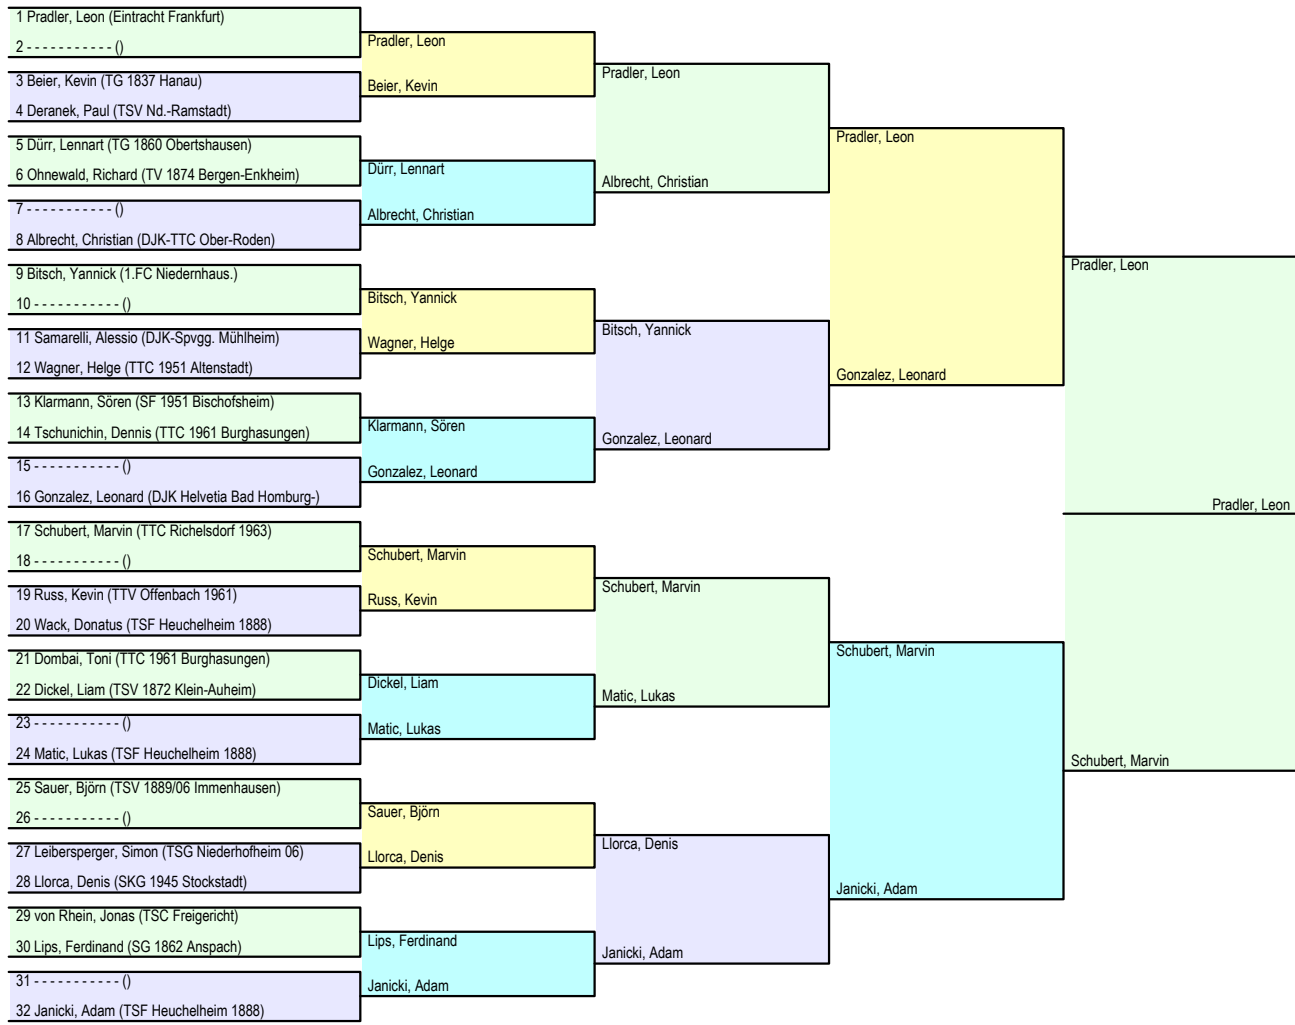 1 Pradler, Leon (Eintracht Frankfurt)
2 - - - - - - - - - - - ()
3 Beier, Kevin (TG 1837 Hanau)
4 Deranek, Paul (TSV Nd.-Ramstadt)
5 Dürr, Lennart (TG 1860 Obertshausen)
6 Ohnewald, Richard (TV 1874 Bergen-Enkheim)
7 - - - - - - - - - - - ()
8 Albrecht, Christian (DJK-TTC Ober-Roden)
9 Bitsch, Yannick (1.FC Niedernhaus.)
10 - - - - - - - - - - - ()
11 Samarelli, Alessio (DJK-Spvgg. Mühlheim)
12 Wagner, Helge (TTC 1951 Altenstadt)
13 Klarmann, Sören (SF 1951 Bischofsheim)
14 Tschunichin, Dennis (TTC 1961 Burghasungen)
15 - - - - - - - - - - - ()
16 Gonzalez, Leonard (DJK Helvetia Bad Homburg-)
17 Schubert, Marvin (TTC Richelsdorf 1963)
18 - - - - - - - - - - - ()
19 Russ, Kevin (TTV Offenbach 1961)
20 Wack, Donatus (TSF Heuchelheim 1888)
21 Dombai, Toni (TTC 1961 Burghasungen)
22 Dickel, Liam (TSV 1872 Klein-Auheim)
23 - - - - - - - - - - - ()
24 Matic, Lukas (TSF Heuchelheim 1888)
25 Sauer, Björn (TSV 1889/06 Immenhausen)
26 - - - - - - - - - - - ()
27 Leibersperger, Simon (TSG Niederhofheim 06)
28 Llorca, Denis (SKG 1945 Stockstadt)
29 von Rhein, Jonas (TSC Freigericht)
30 Lips, Ferdinand (SG 1862 Anspach)
31 - - - - - - - - - - - ()
32 Janicki, Adam (TSF Heuchelheim 1888)
Pradler, Leon
Beier, Kevin
Dürr, Lennart
Albrecht, Christian
Bitsch, Yannick
Wagner, Helge
Klarmann, Sören
Gonzalez, Leonard
Schubert, Marvin
Russ, Kevin
Dickel, Liam
Matic, Lukas
Sauer, Björn
Llorca, Denis
Lips, Ferdinand
Janicki, Adam
Pradler, Leon
Albrecht, Christian
Bitsch, Yannick
Gonzalez, Leonard
Schubert, Marvin
Matic, Lukas
Llorca, Denis
Janicki, Adam
Pradler, Leon
Gonzalez, Leonard
Schubert, Marvin
Janicki, Adam
Pradler, Leon
Schubert, Marvin
Pradler, Leon